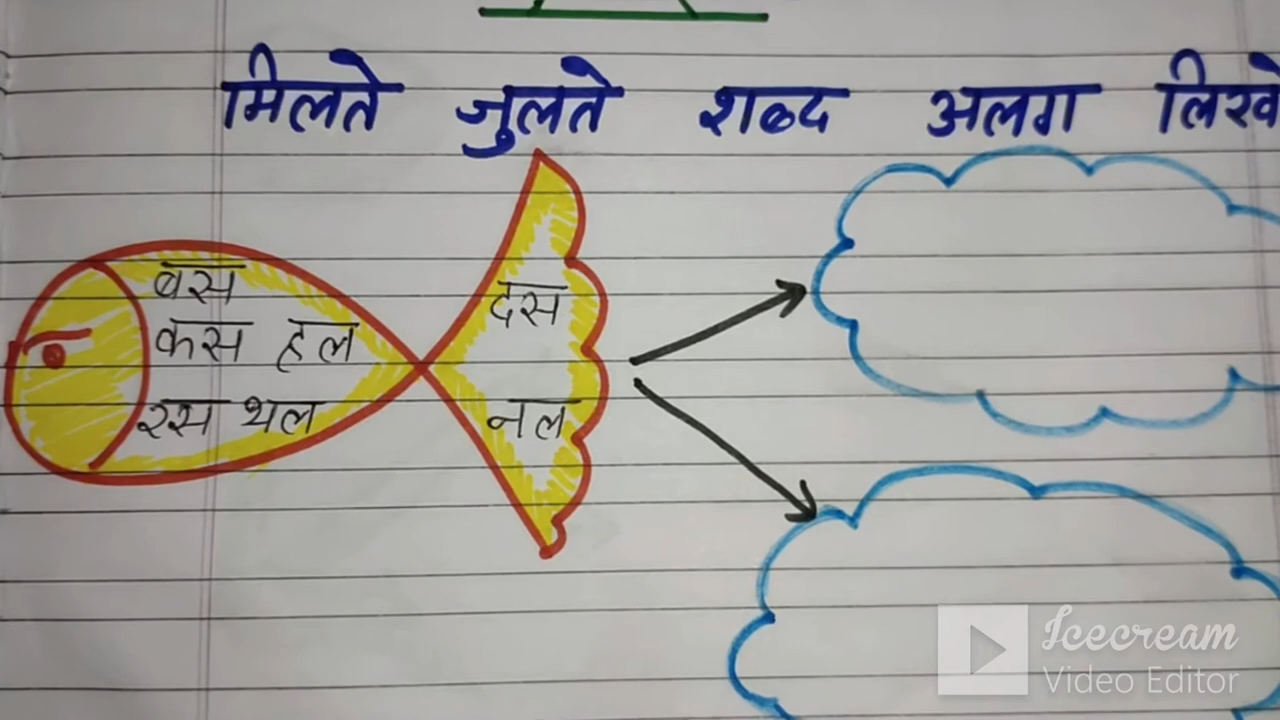 मिलते जुलते शब्द अलग लिखे
बस
कस हल
रस थल
दस
नल
Icecream
Video Editor